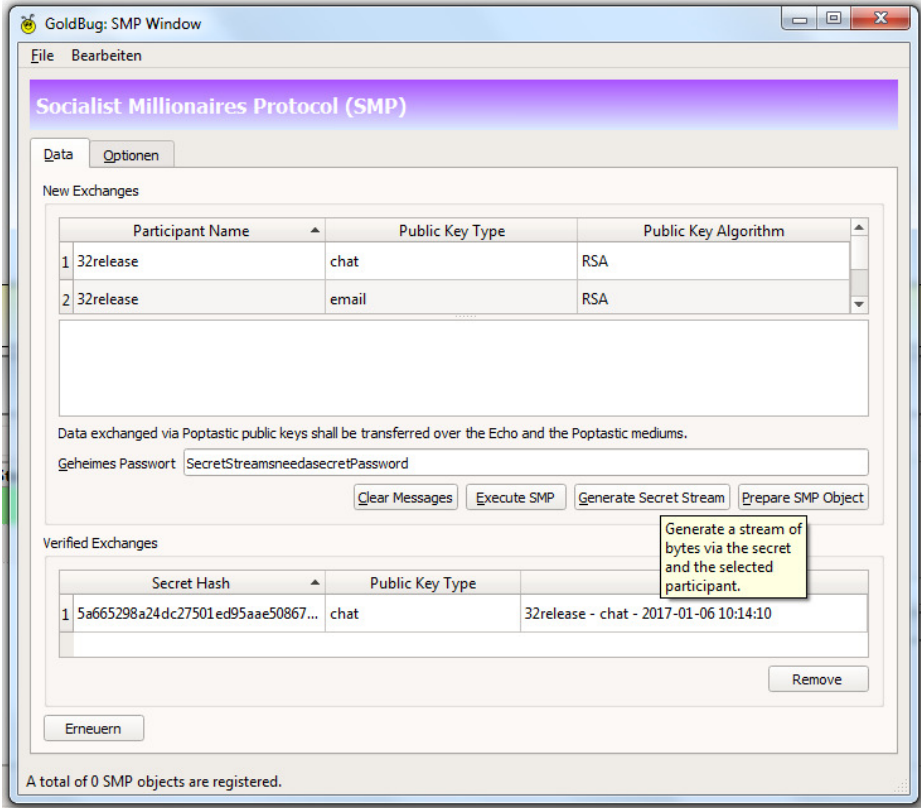 GoldBug: SMP Window
File Bearbeiten
Socialist Millionaires Protocol (SMP)
Data Optionen
New Exchanges
Participant Name Public Key Type Public Key Algorithm
1 32release chat RSA
2 32release email RSA
Data exchanged via Poptastic public keys shall be transferred over the Echo and the Poptastic mediums.
Geheimes Passwort SecretStreamsneedasecretPassword
Clear Messages Execute SMP Generate Secret Stream Prepare SMP Object
Generate a stream of
bytes via the secret
and the selected
participant.
Verified Exchanges
Secret Hash Public Key Type
1 5a665298a24dc27501ed95aae50867... chat 32release - chat - 2017-01-06 10:14:10
Remove
Erneuern
A total of 0 SMP objects are registered.